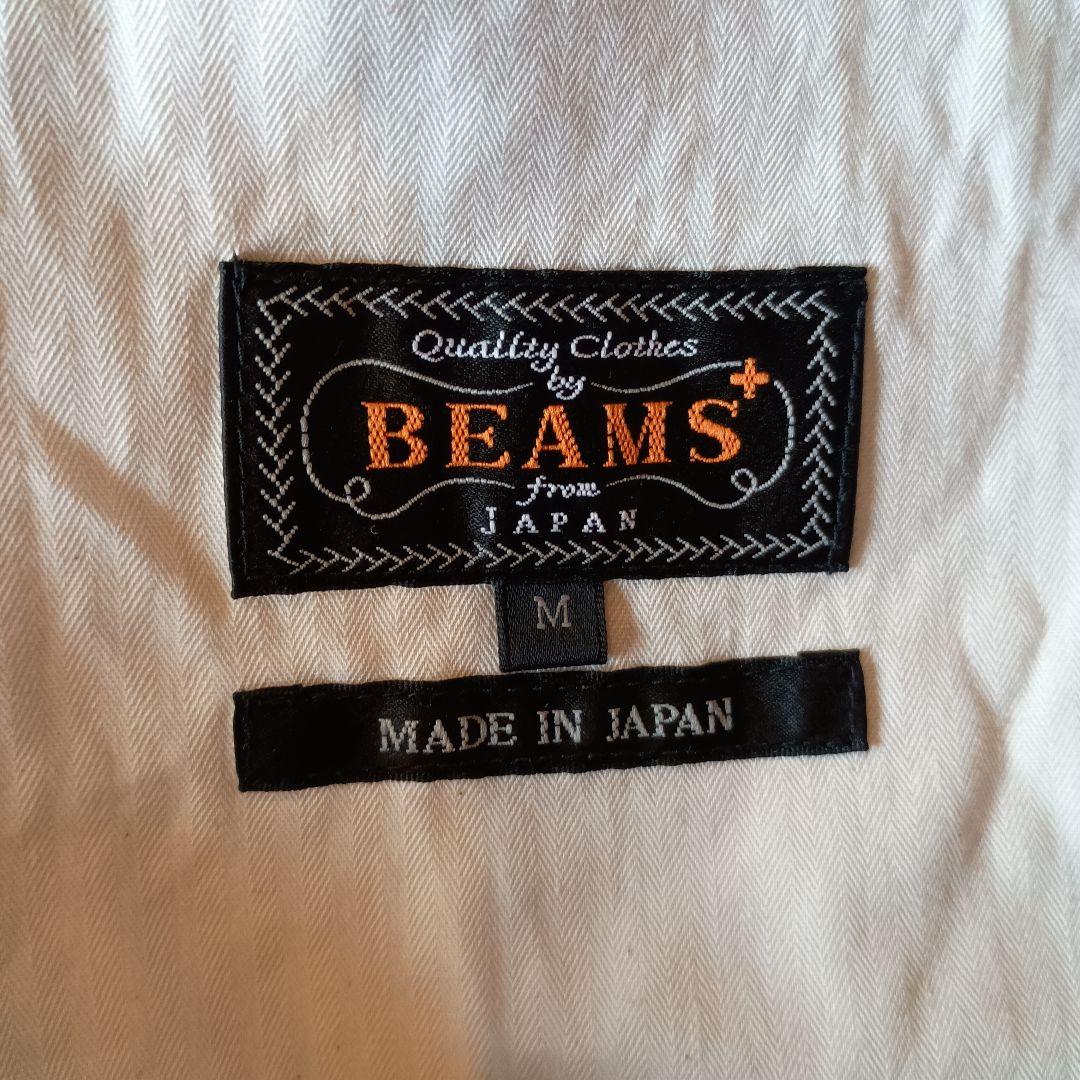 Quality Clothes
by
BEAMS+
from
JAPAN
M
MADE IN JAPAN